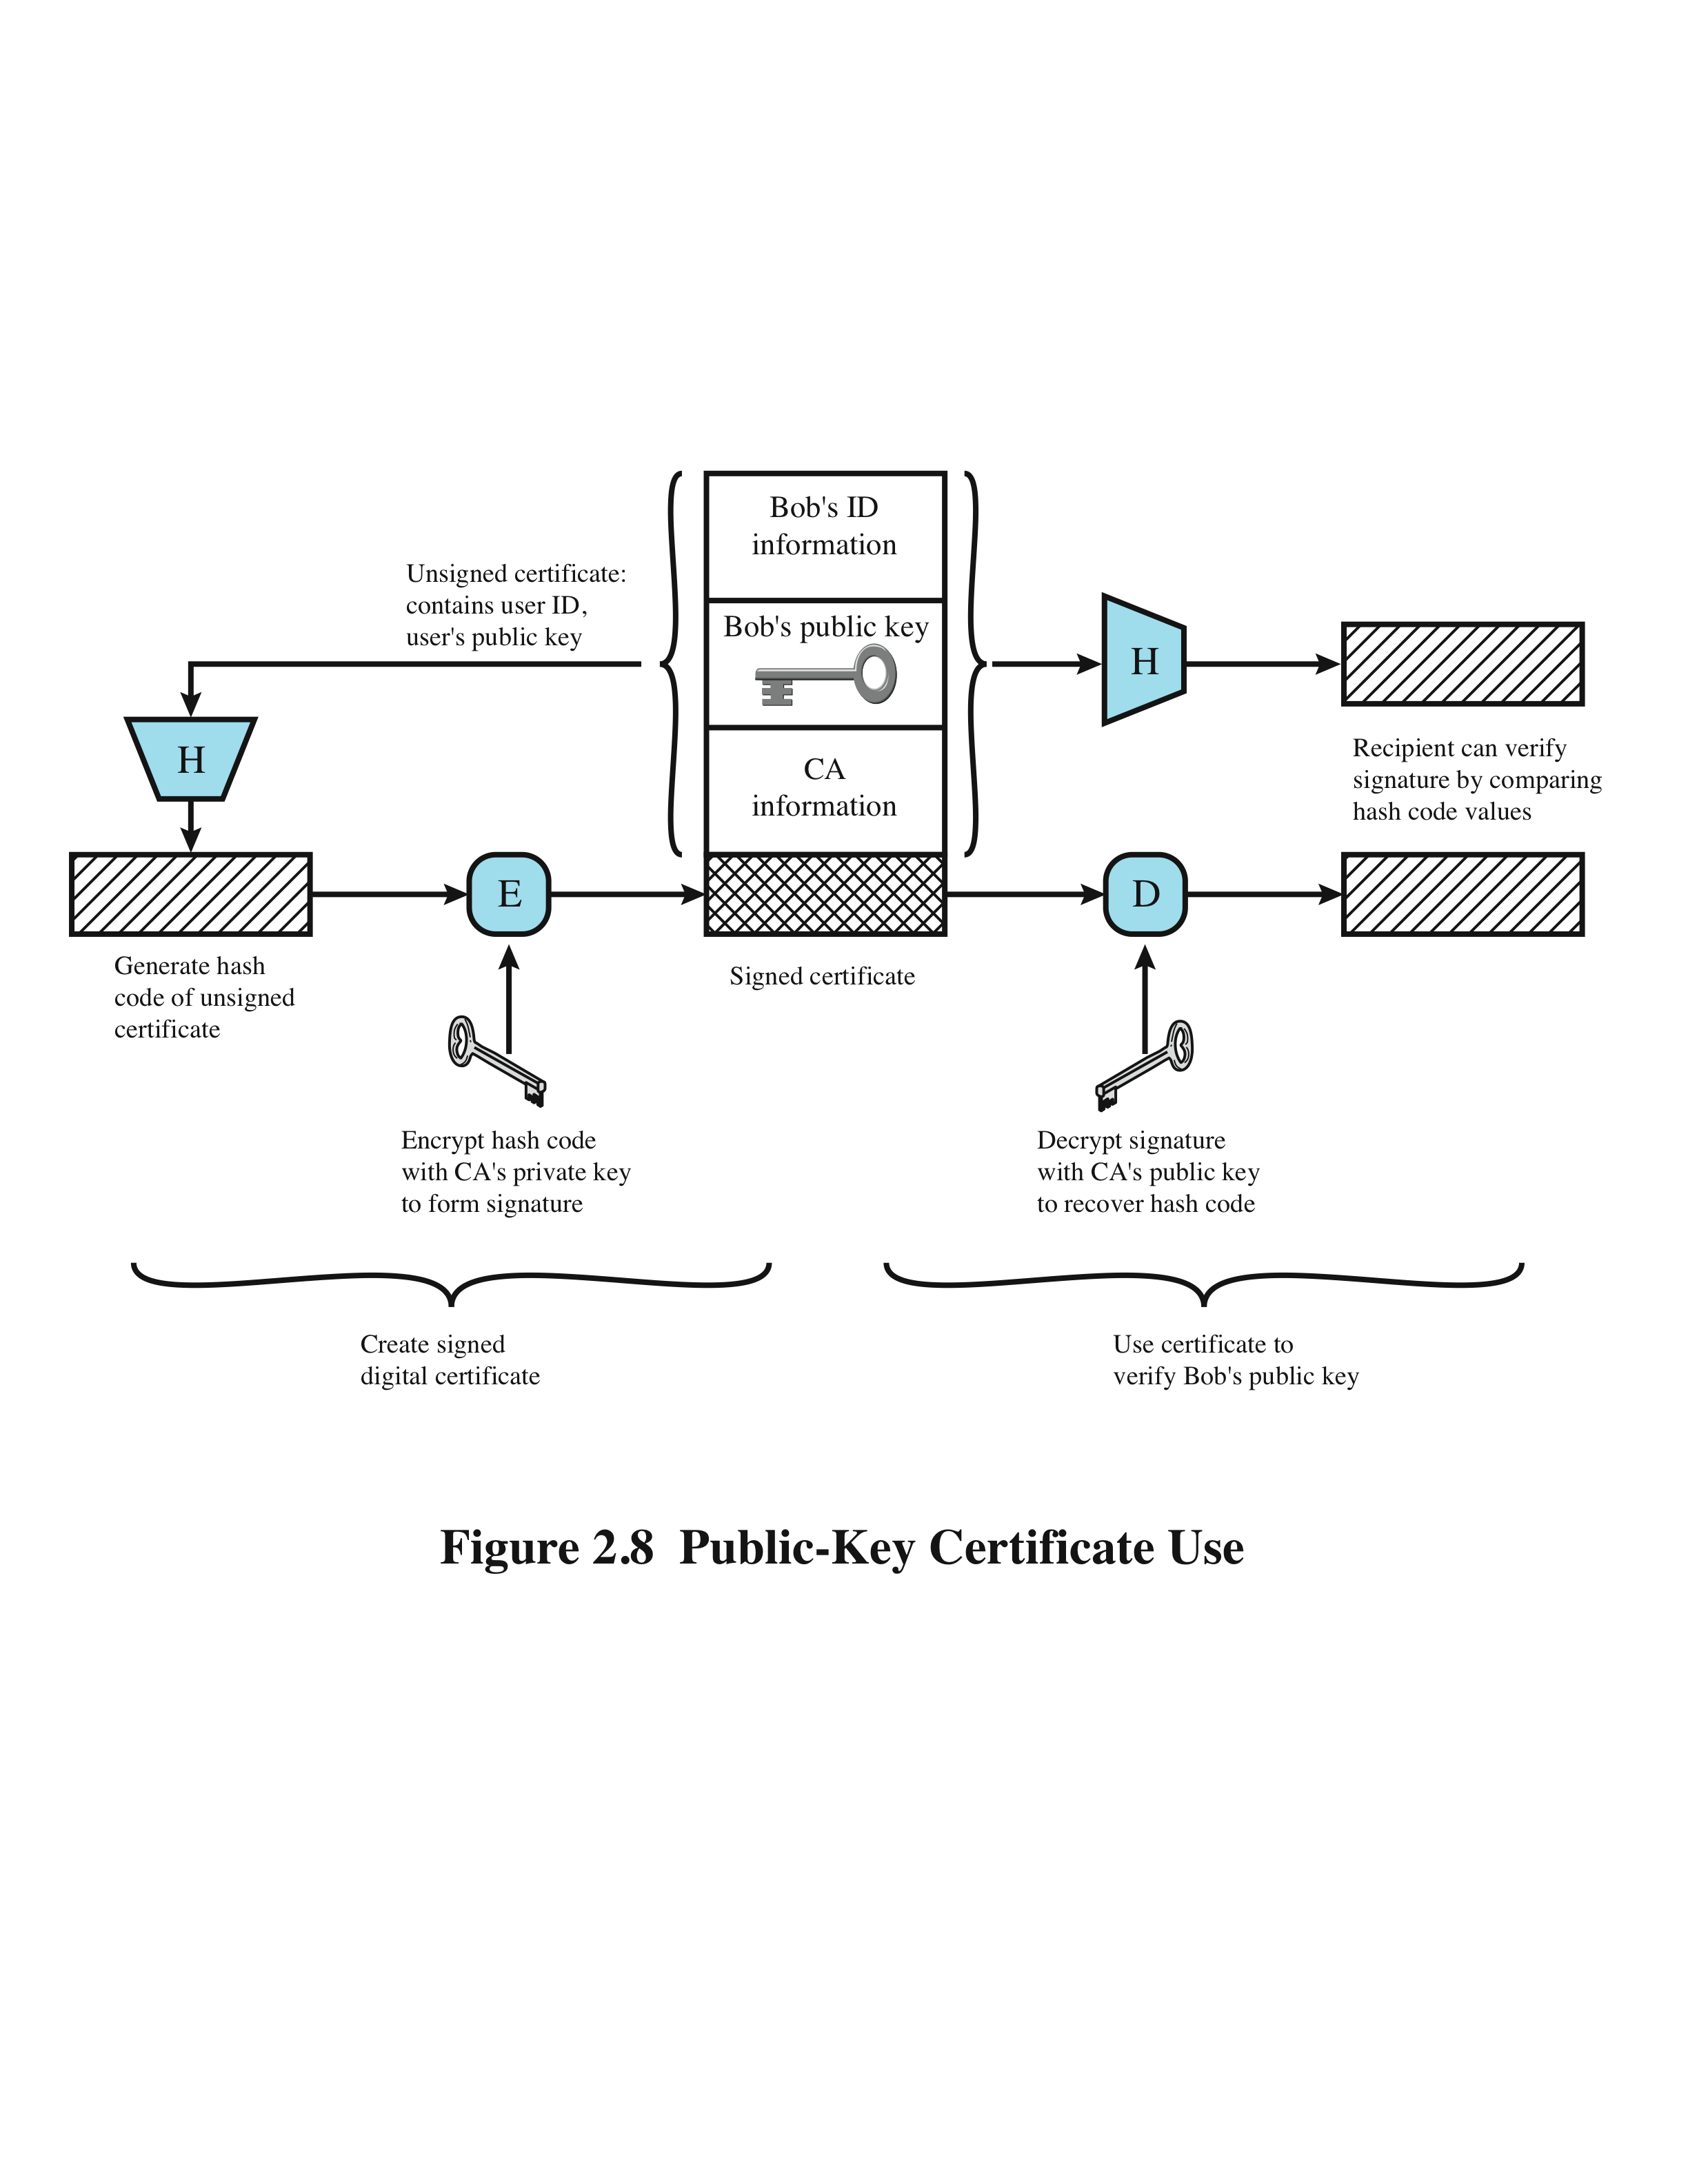 Bob's ID
information
Unsigned certificate:
contains user ID,
user's public key
Bob's public key
H
H
CA
information
Recipient can verify
signature by comparing
hash code values
E
D
Generate hash
code of unsigned
certificate
Signed certificate
Encrypt hash code
with CA's private key
to form signature
Decrypt signature
with CA's public key
to recover hash code
Create signed
digital certificate
Use certificate to
verify Bob's public key
Figure 2.8  Public-Key Certificate Use